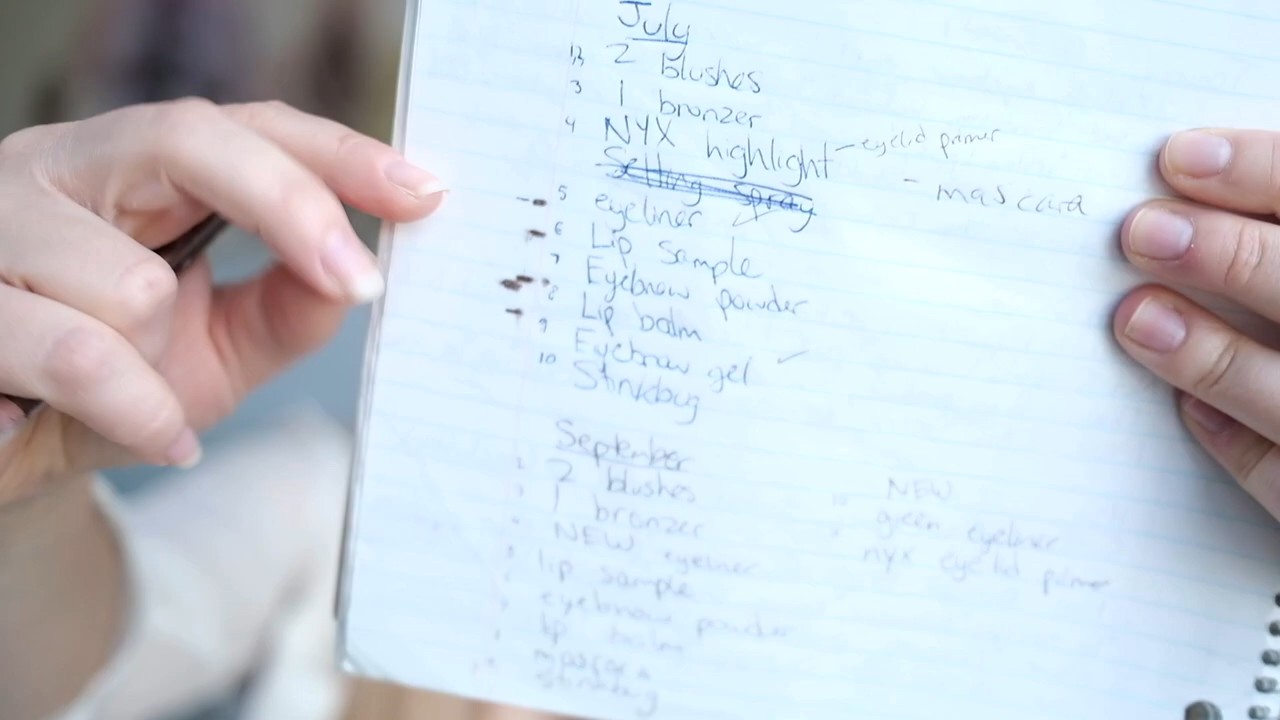 July
1,2 2 blushes
3 1 bronzer
4 NYX highlight - eyelid primer
Setting spray - mascara
5 eyeliner
6 Lip sample
7 Eyebrow powder
8 Lip balm
9 Eyebrow gel ✓
10 Stinkbug
September
2 blushes
1 bronzer
NEW eyeliner
lip sample
eyebrow powder
lip balm
mascara
Stinkbug
NEW
green eyeliner
nyx eyelid primer